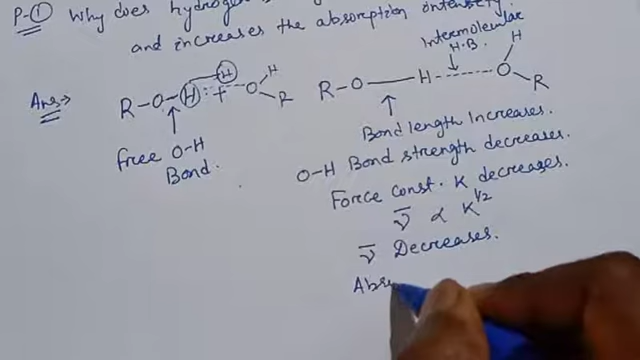 P-① Why does hydrogen
and increases the absorption intensity.
Ans:→
R-O-H + O H R
free O-H
Bond.
Intermolecular
H.B.
R-O H O H R
Bond length Increases.
O-H Bond strength decreases.
Force const. K decreases.
ν̄ ∝ K^1/2
ν̄ Decreases.